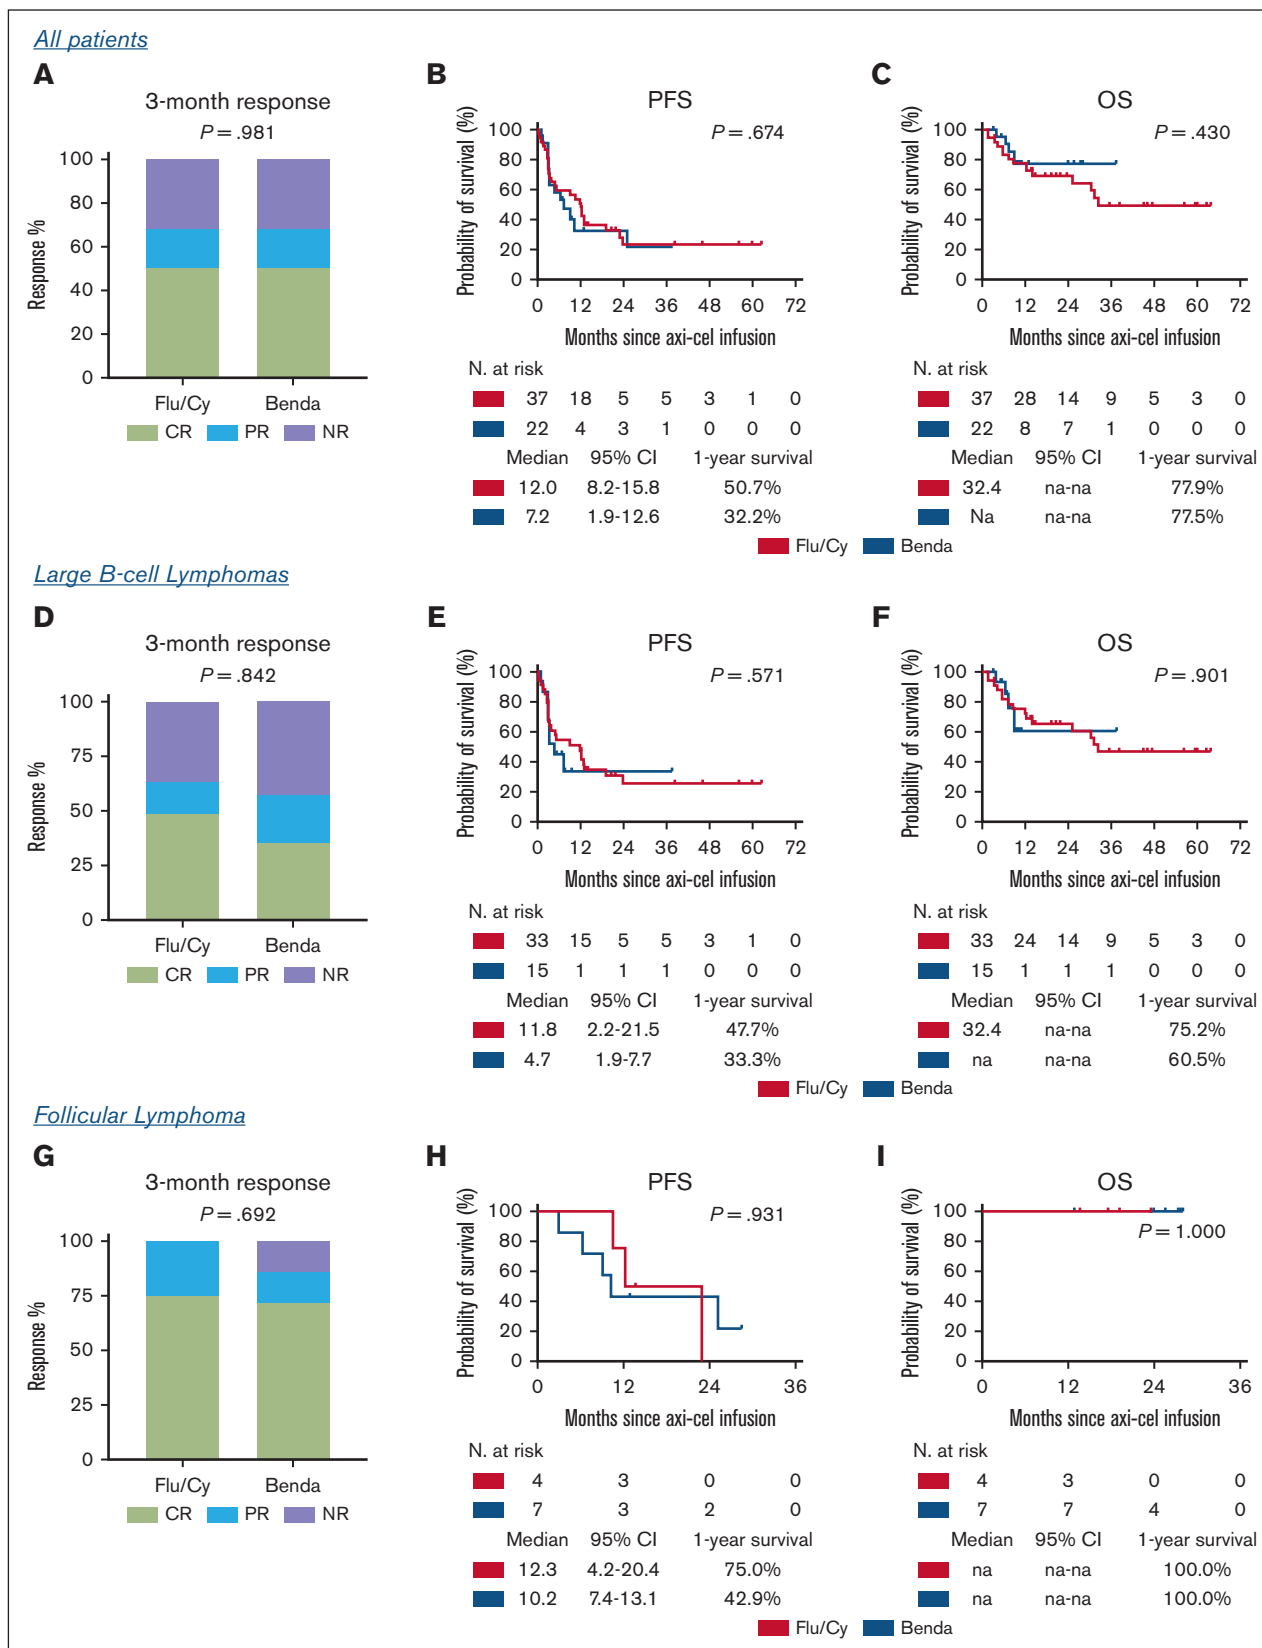 All patients
A
3-month response
P = .981
Response %
100
80
60
40
20
0
Flu/Cy Benda
CR PR NR
B
PFS
P = .674
Probability of survival (%)
100
80
60
40
20
0
0 12 24 36 48 60 72
Months since axi-cel infusion
N. at risk
37 18 5 5 3 1 0
22 4 3 1 0 0 0
Median 95% CI 1-year survival
12.0 8.2-15.8 50.7%
7.2 1.9-12.6 32.2%
C
OS
P = .430
Probability of survival (%)
100
80
60
40
20
0
0 12 24 36 48 60 72
Months since axi-cel infusion
N. at risk
37 28 14 9 5 3 0
22 8 7 1 0 0 0
Median 95% CI 1-year survival
32.4 na-na 77.9%
Na na-na 77.5%
Flu/Cy Benda
Large B-cell Lymphomas
D
3-month response
P = .842
Response %
100
75
50
25
0
Flu/Cy Benda
CR PR NR
E
PFS
P = .571
Probability of survival (%)
100
80
60
40
20
0
0 12 24 36 48 60 72
Months since axi-cel infusion
N. at risk
33 15 5 5 3 1 0
15 1 1 1 0 0 0
Median 95% CI 1-year survival
11.8 2.2-21.5 47.7%
4.7 1.9-7.7 33.3%
F
OS
P = .901
Probability of survival (%)
100
80
60
40
20
0
0 12 24 36 48 60 72
Months since axi-cel infusion
N. at risk
33 24 14 9 5 3 0
15 1 1 1 0 0 0
Median 95% CI 1-year survival
32.4 na-na 75.2%
na na-na 60.5%
Flu/Cy Benda
Follicular Lymphoma
G
3-month response
P = .692
Response %
100
75
50
25
0
Flu/Cy Benda
CR PR NR
H
PFS
P = .931
Probability of survival (%)
100
80
60
40
20
0
0 12 24 36
Months since axi-cel infusion
N. at risk
4 3 0 0
7 3 2 0
Median 95% CI 1-year survival
12.3 4.2-20.4 75.0%
10.2 7.4-13.1 42.9%
I
OS
P = 1.000
Probability of survival (%)
100
80
60
40
20
0
0 12 24 36
Months since axi-cel infusion
N. at risk
4 3 0 0
7 7 4 0
Median 95% CI 1-year survival
na na-na 100.0%
na na-na 100.0%
Flu/Cy Benda